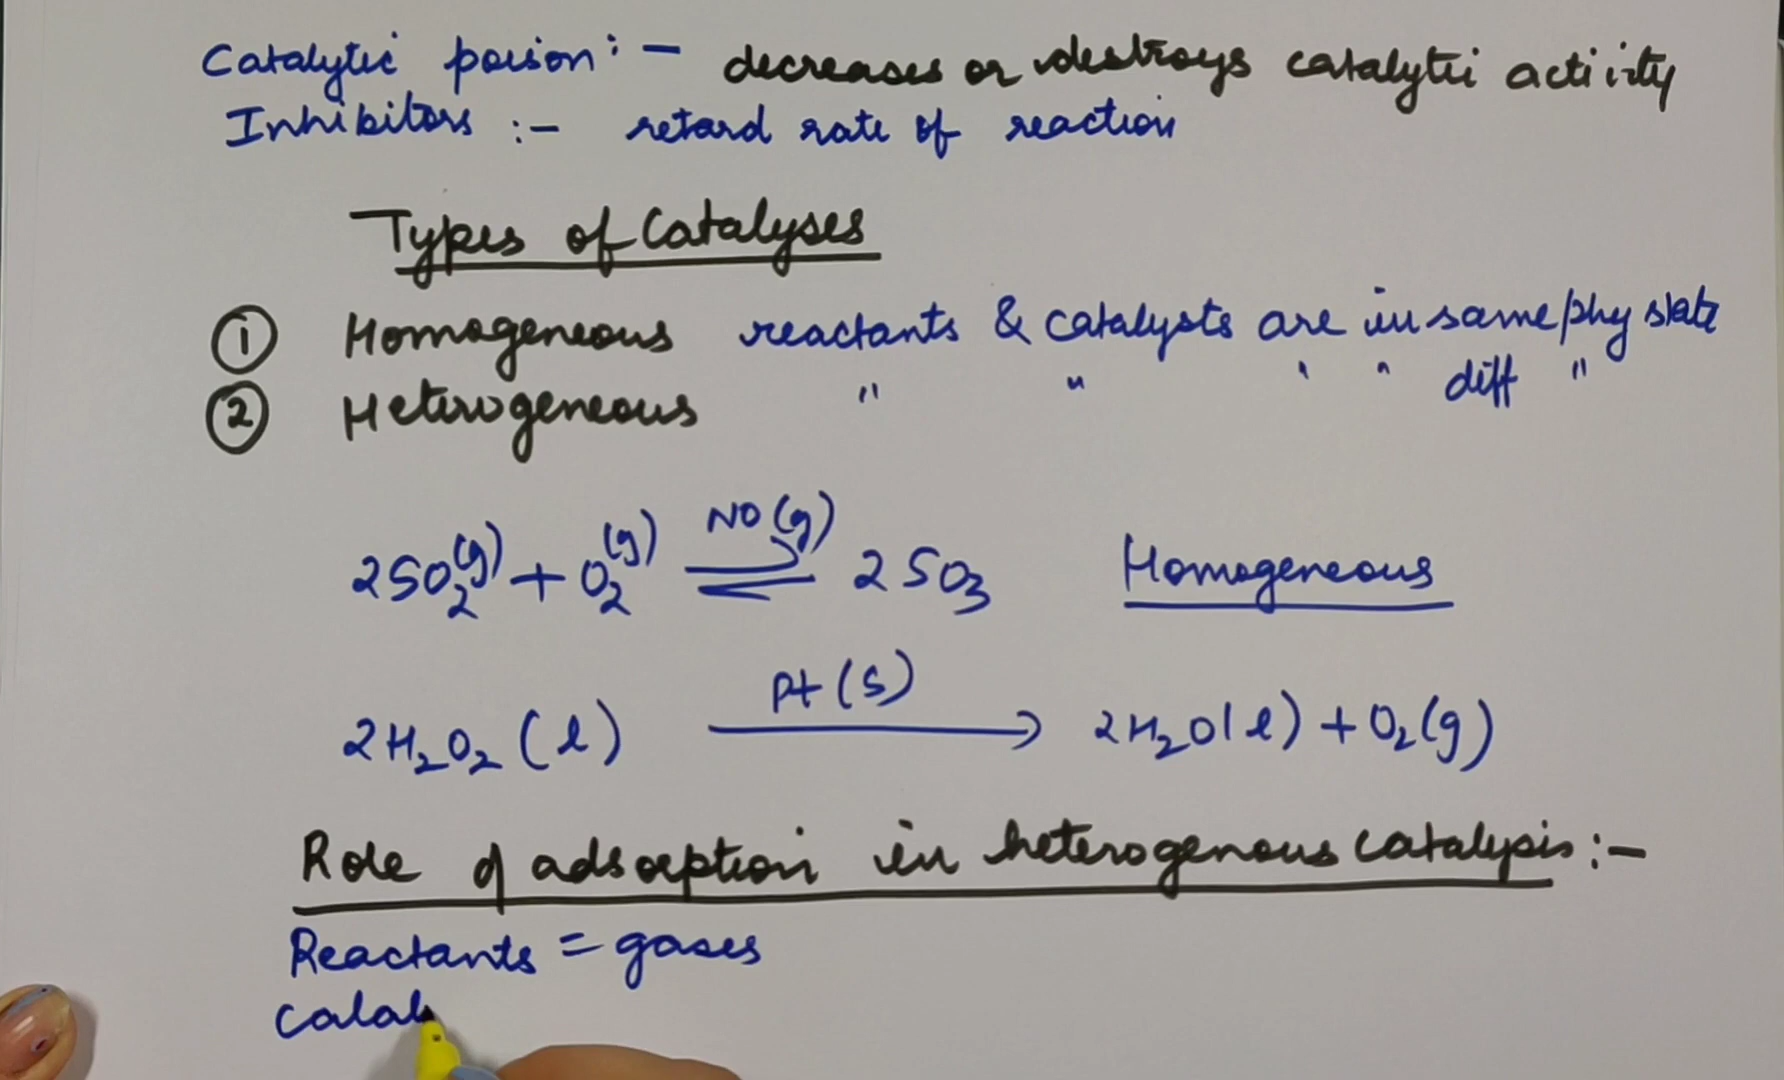 Catalytic poison :- decreases or destroys catalytic activity
Inhibitors :- retard rate of reaction
Types of Catalyses
① Homogeneous reactants & catalysts are in same phy state
② Heterogeneous " " " " diff "
2SO₂(g) + O₂(g) ⇌ NO(g) 2SO₃ Homogeneous
2H₂O₂(l) → Pt(s) 2H₂O(l) + O₂(g)
Role of adsorption in heterogenous catalysis :-
Reactants = gases
Catal